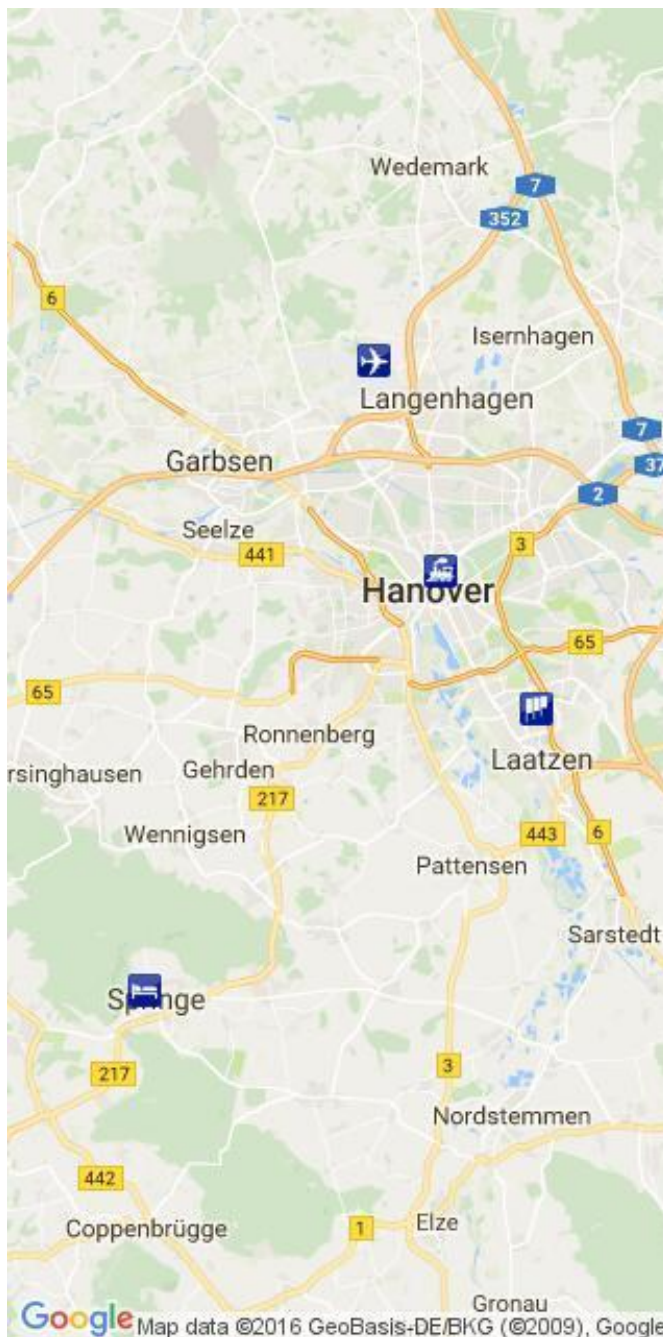 Wedemark
7
352
6
Isernhagen
Langenhagen
7
37
Garbsen
2
Seelze
3
441
Hanover
65
65
Ronnenberg
Laatzen
rsinghausen
Gehrden
217
Wennigsen
443
6
Pattensen
Sarstedt
Springe
3
217
Nordstemmen
442
Coppenbrügge
1
Elze
Gronau
Google Map data ©2016 GeoBasis-DE/BKG (©2009), Google